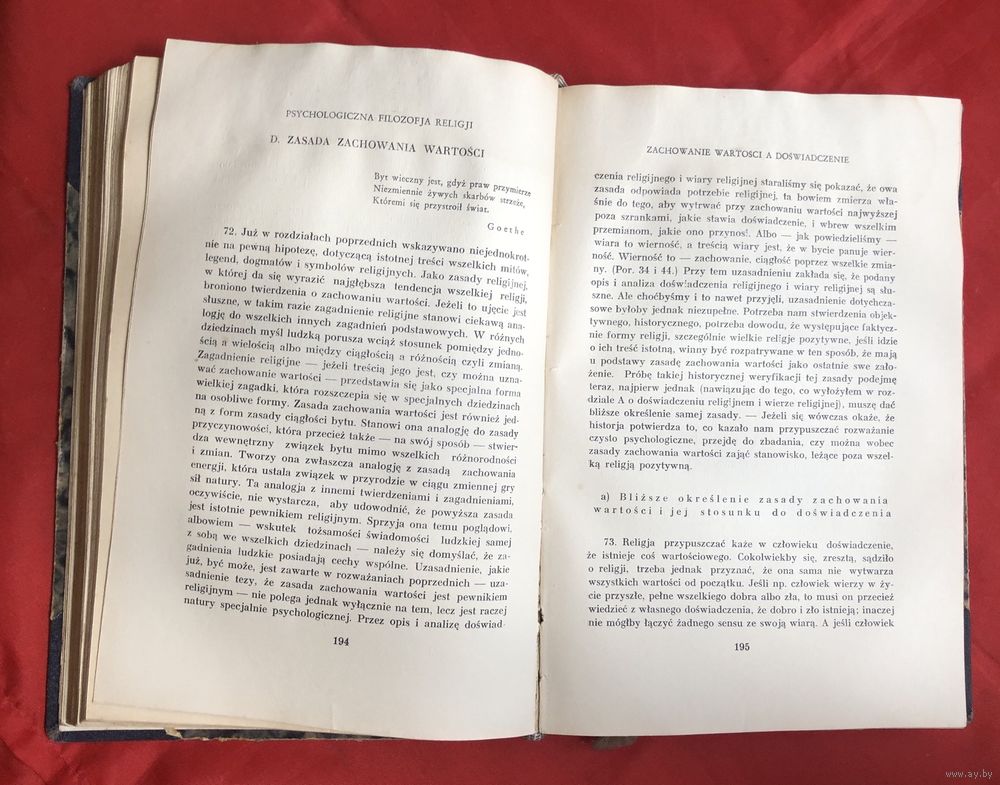 PSYCHOLOGICZNA FILOZOFJA RELIGJI
D. ZASADA ZACHOWANIA WARTOŚCI
Byt wieczny jest, gdyż praw przymierze
Niezmiennie żywych skarbów strzeże,
Któremi się przystroił świat.
Goethe
72. Już w rozdziałach poprzednich wskazywano niejednokrot-
nie na pewną hipotezę, dotyczącą istotnej treści wszelkich mitów,
legend, dogmatów i symbolów religijnych. Jako zasady religijnej,
w której da się wyrazić najgłębsza tendencja wszelkiej religji,
broniono twierdzenia o zachowaniu wartości. Jeżeli to ujęcie jest
słuszne, w takim razie zagadnienie religijne stanowi ciekawą ana-
logję do wszelkich innych zagadnień podstawowych. W różnych
dziedzinach myśl ludzką porusza wciąż stosunek pomiędzy jedno-
ścią a wielością albo między ciągłością a różnością czyli zmianą.
Zagadnienie religijne — jeżeli treścią jego jest, czy można uzna-
wać zachowanie wartości — przedstawia się jako specjalna forma
wielkiej zagadki, która rozszczepia się w specjalnych dziedzinach
na osobliwe formy. Zasada zachowania wartości jest również jed-
ną z form zasady ciągłości bytu. Stanowi ona analogję do zasady
przyczynowości, która przecież także — na swój sposób — stwier-
dza wewnętrzny związek bytu mimo wszelkich różnorodności
i zmian. Tworzy ona zwłaszcza analogję z zasadą zachowania
energji, która ustala związek w przyrodzie w ciągu zmiennej gry
sił natury. Ta analogja z innemi twierdzeniami i zagadnieniami,
oczywiście, nie wystarcza, aby udowodnić, że powyższa zasada
jest istotnie pewnikiem religijnym. Sprzyja ona temu poglądowi,
albowiem — wskutek tożsamości świadomości ludzkiej samej
z sobą we wszelkich dziedzinach — należy się domyślać, że za-
gadnienia ludzkie posiadają cechy wspólne. Uzasadnienie, jakie
już, być może, jest zawarte w rozważaniach poprzednich — uza-
sadnienie tezy, że zasada zachowania wartości jest pewnikiem
religijnym — nie polega jednak wyłącznie na tem, lecz jest raczej
natury specjalnie psychologicznej. Przez opis i analizę doświad-
194
ZACHOWANIE WARTOSCI A DOŚWIADCZENIE
czenia religijnego i wiary religijnej staraliśmy się pokazać, że owa
zasada odpowiada potrzebie religijnej, ta bowiem zmierza wła-
śnie do tego, aby wytrwać przy zachowaniu wartości najwyższej
poza szrankami, jakie stawia doświadczenie, i wbrew wszelkim
przemianom, jakie ono przynosi. Albo — jak powiedzieliśmy —
wiara to wierność, a treścią wiary jest, że w bycie panuje wier-
ność. Wierność to — zachowanie, ciągłość poprzez wszelkie zmia-
ny. (Por. 34 i 44.) Przy tem uzasadnieniu zakłada się, że podany
opis i analiza doświadczenia religijnego i wiary religijnej są słu-
szne. Ale choćbyśmy i to nawet przyjęli, uzasadnienie dotychcza-
sowe byłoby jednak niezupełne. Potrzeba nam stwierdzenia objek-
tywnego, historycznego, potrzeba dowodu, że występujące faktycz-
nie formy religji, szczególnie wielkie religje pozytywne, jeśli idzie
o ich treść istotną, winny być rozpatrywane w ten sposób, że mają
u podstawy zasadę zachowania wartości jako ostatnie swe zało-
żenie. Próbę takiej historycznej weryfikacji tej zasady podejmę
teraz, najpierw jednak (nawiązując do tego, co wyłożyłem w roz-
dziale A o doświadczeniu religijnem i wierze religijnej), muszę dać
bliższe określenie samej zasady. — Jeżeli się wówczas okaże, że
historja potwierdza to, co kazało nam przypuszczać rozważanie
czysto psychologiczne, przejdę do zbadania, czy można wobec
zasady zachowania wartości zająć stanowisko, leżące poza wszel-
ką religją pozytywną.
a) Bliższe określenie zasady zachowania
wartości i jej stosunku do doświadczenia
73. Religja przypuszczać każe w człowieku doświadczenie,
że istnieje coś wartościowego. Cokolwiekby się, zresztą, sądziło
o religji, trzeba jednak przyznać, że ona sama nie wytwarza
wszystkich wartości od początku. Jeśli np. człowiek wierzy w ży-
cie przyszłe, pełne wszelkiego dobra albo zła, to musi on przecież
wiedzieć z własnego doświadczenia, że dobro i zło istnieją; inaczej
nie mógłby łączyć żadnego sensu ze swoją wiarą. A jeśli człowiek
195
www.ay.by